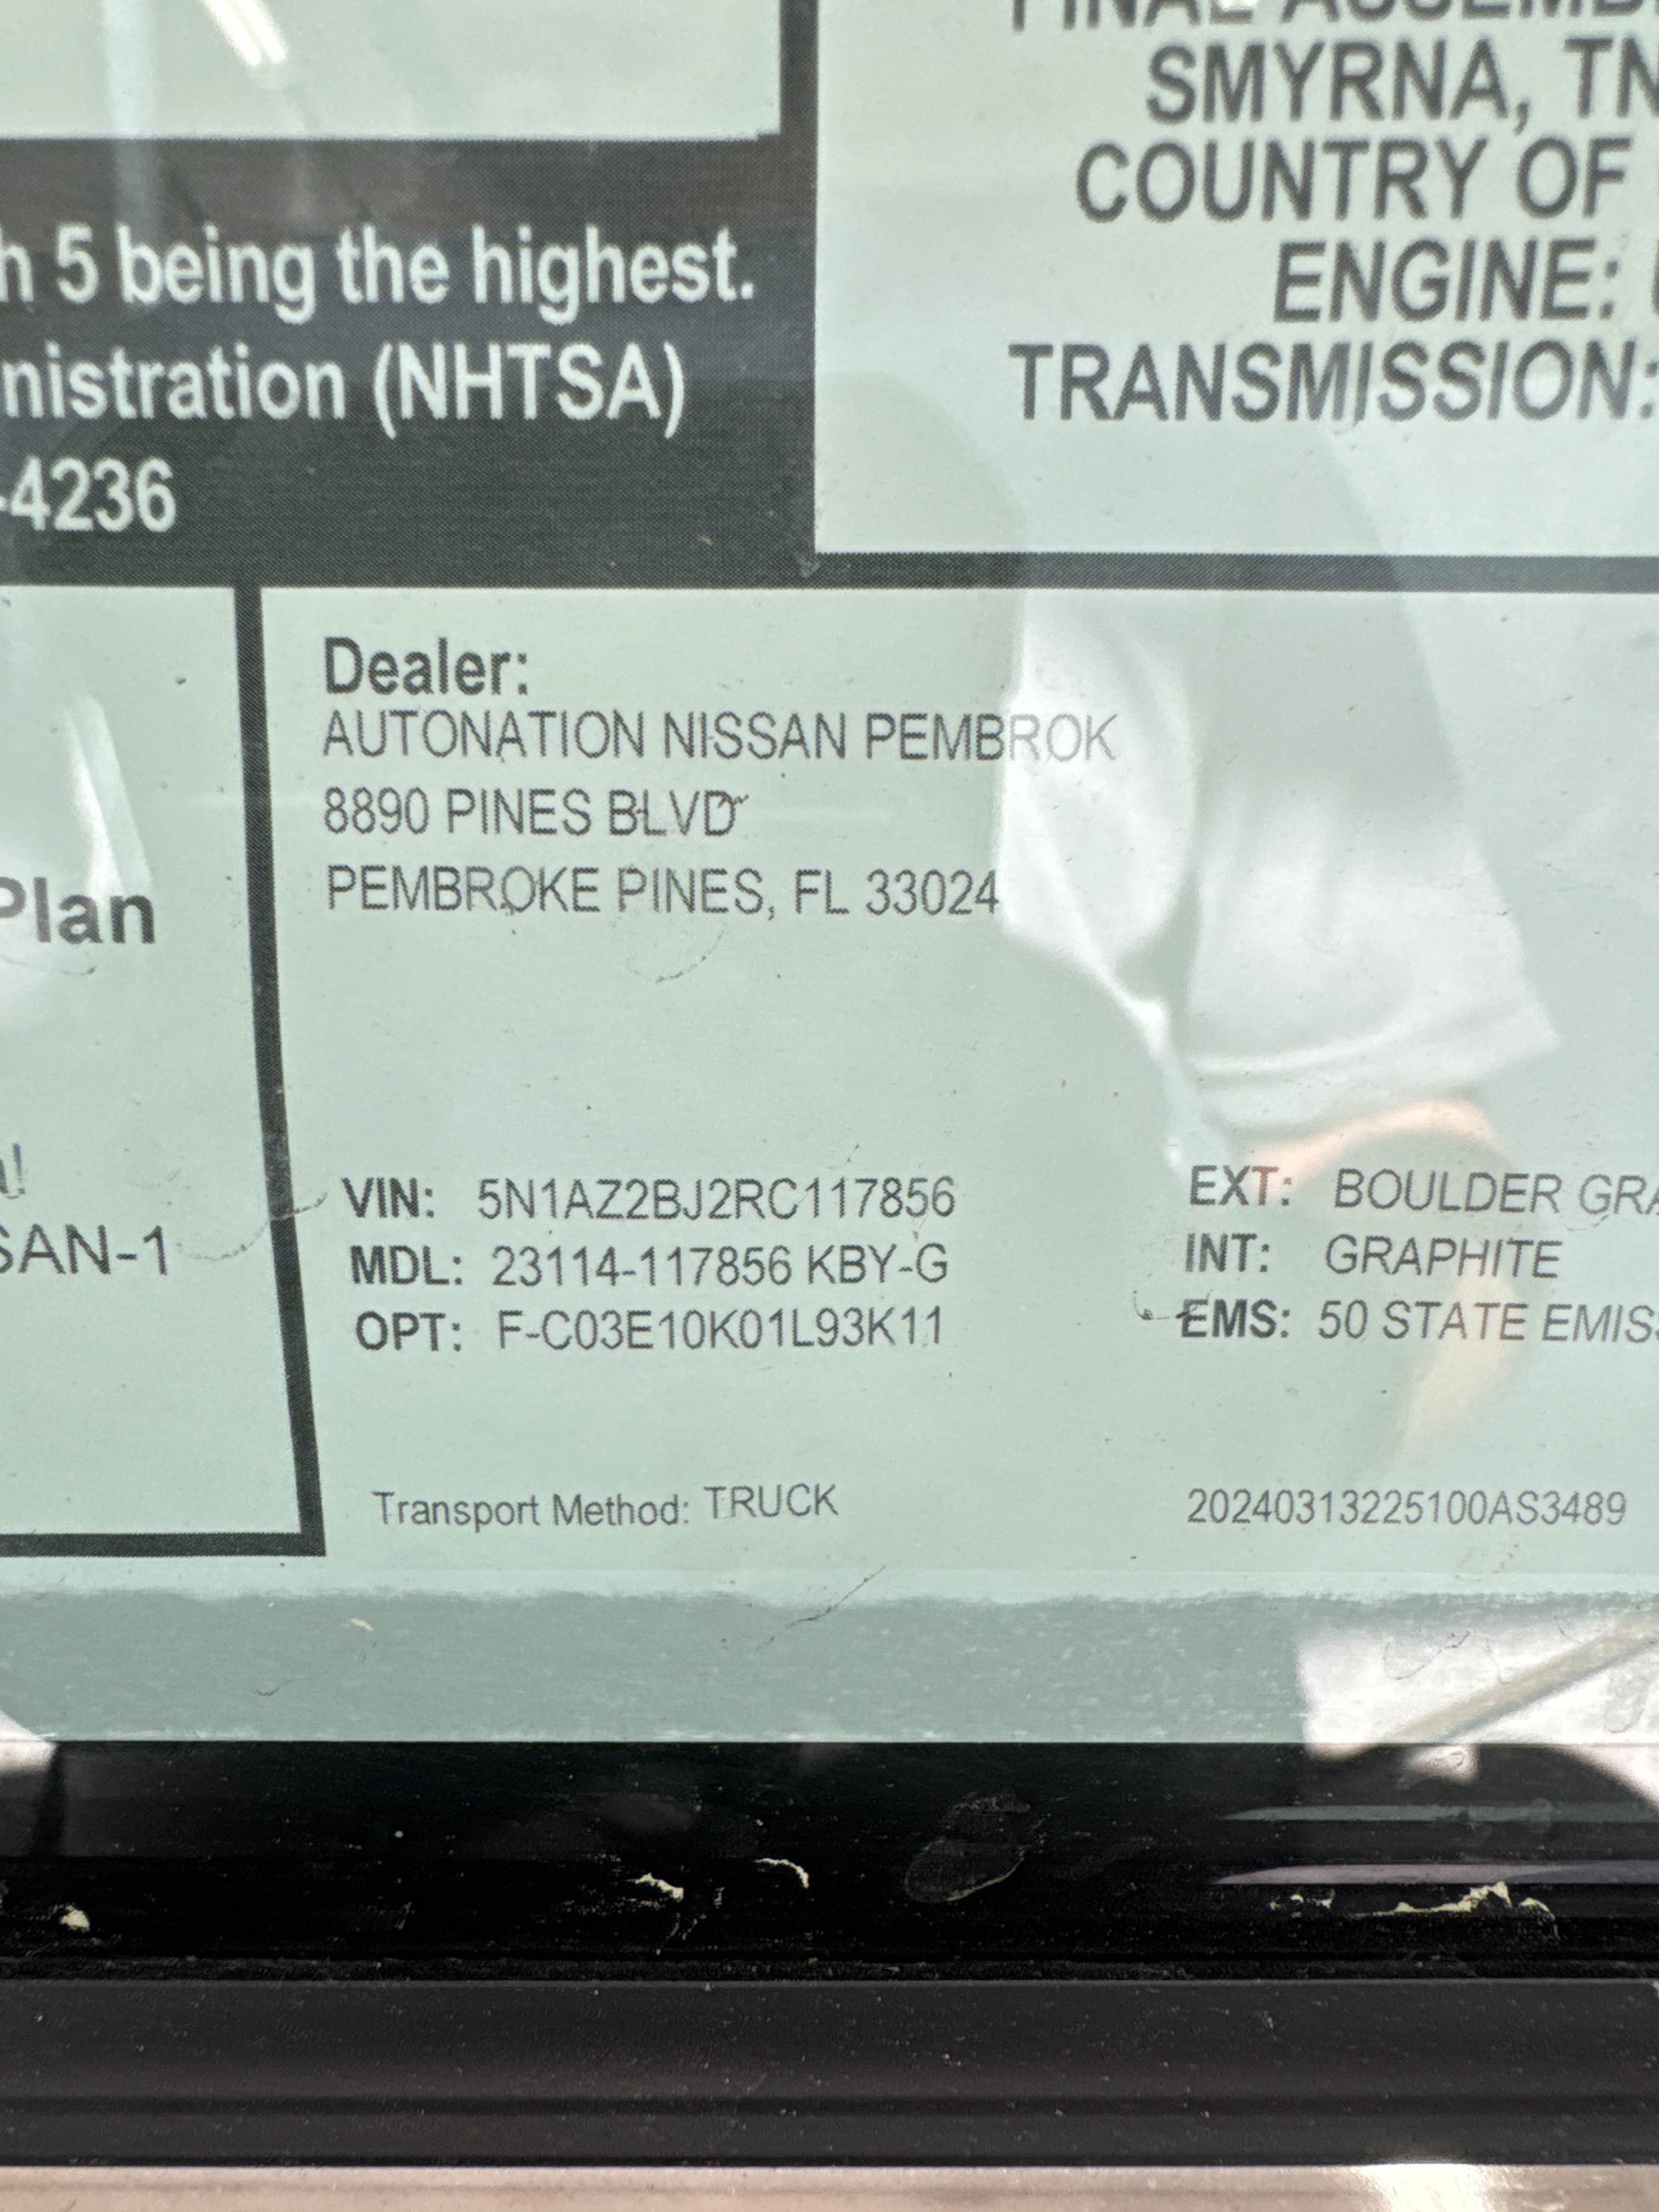 SMYRNA, TN
COUNTRY OF
ENGINE:
TRANSMISSION:
5 being the highest.
(NHTSA)
-4236
Plan
SAN-1
Dealer:
AUTONATION NISSAN PEMBROK
8890 PINES BLVD
PEMBROKE PINES, FL 33024
VIN: 5N1AZ2BJ2RC117856
MDL: 23114-117856 KBY-G
OPT: F-C03E10K01L93K11
EXT: BOULDER GRA
INT: GRAPHITE
EMS: 50 STATE EMISS
Transport Method: TRUCK
20240313225100AS3489